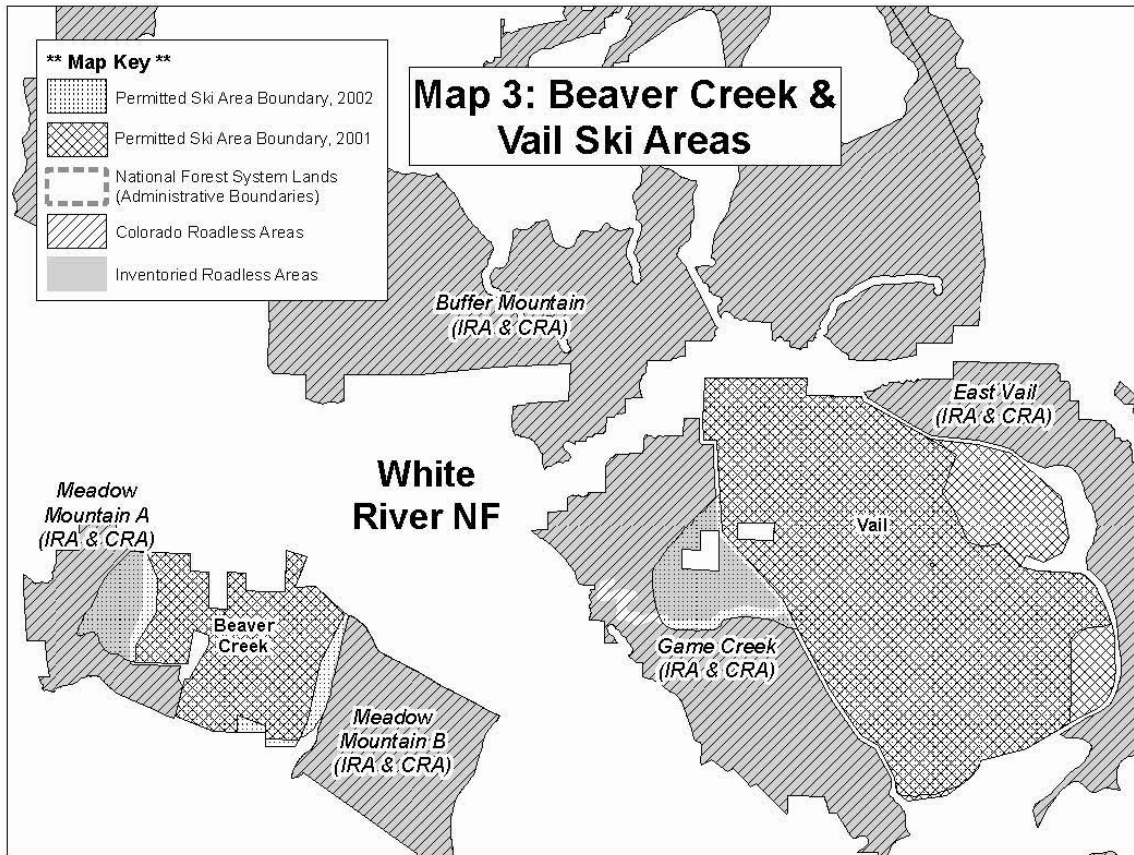 ** Map Key **
Permitted Ski Area Boundary, 2002
Permitted Ski Area Boundary, 2001
National Forest System Lands
(Administrative Boundaries)
Colorado Roadless Areas
Inventoried Roadless Areas
Map 3: Beaver Creek &
Vail Ski Areas
Buffer Mountain
(IRA & CRA)
East Vail
(IRA & CRA)
White
River NF
Meadow
Mountain A
(IRA & CRA)
Vail
Beaver
Creek
Game Creek
(IRA & CRA)
Meadow
Mountain B
(IRA & CRA)